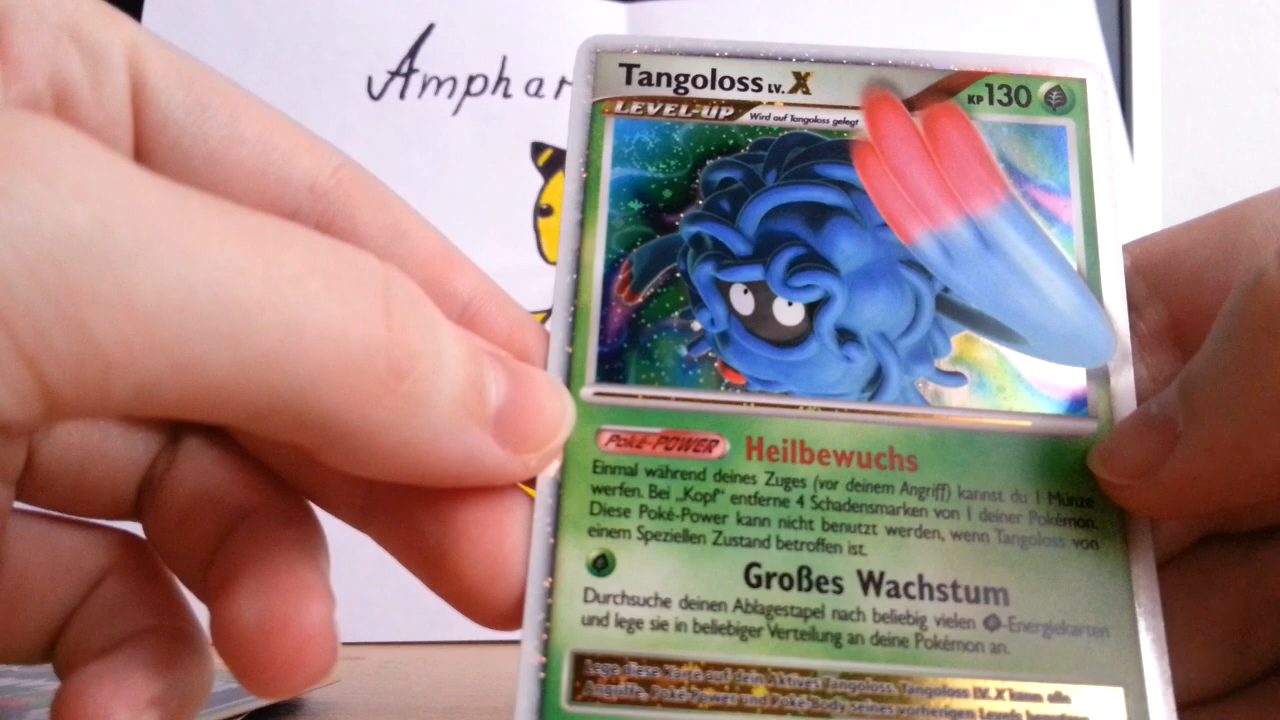 Amphar
Tangoloss LV. X
KP 130
LEVEL-UP Wird auf Tangoloss gelegt
Poké-POWER Heilbewuchs
Einmal während deines Zuges (vor deinem Angriff) kannst du 1 Münze
werfen. Bei „Kopf" entferne 4 Schadensmarken von 1 deiner Pokémon.
Diese Poké-Power kann nicht benutzt werden, wenn Tangoloss von
einem Speziellen Zustand betroffen ist.
Großes Wachstum
Durchsuche deinen Ablagestapel nach beliebig vielen -Energiekarten
und lege sie in beliebiger Verteilung an deine Pokémon an.
Lege diese Karte auf dein Aktives Tangoloss. Tangoloss LV. X kann alle
Angriffe, Poké-Power und Poké-Body seines vorherigen Levels